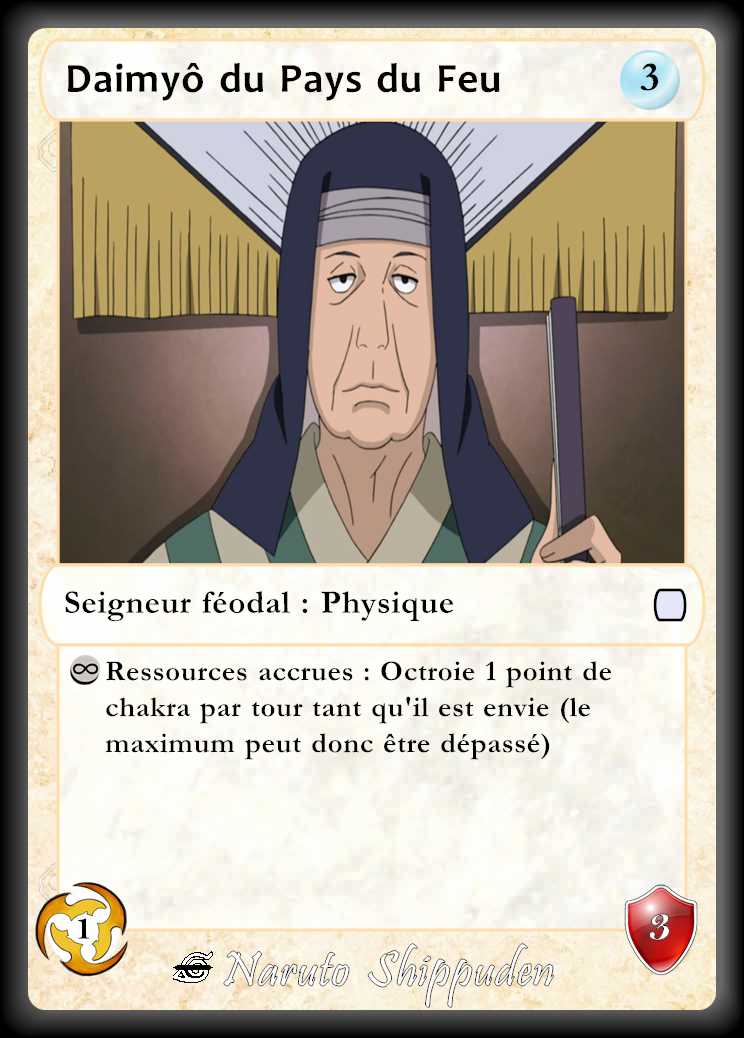 Daimyô du Pays du Feu
3
Seigneur féodal : Physique
Ressources accrues : Octroie 1 point de
chakra par tour tant qu'il est envie (le
maximum peut donc être dépassé)
1
3
Naruto Shippuden